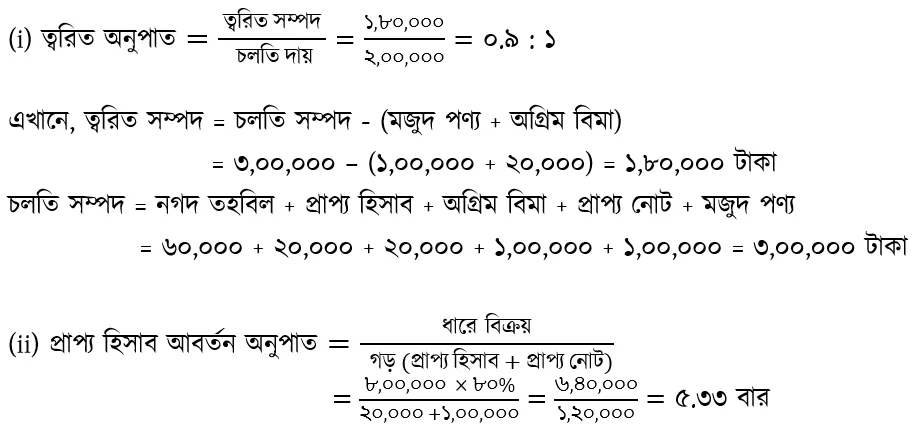 (i) ত্বরিত অনুপাত = ত্বরিত সম্পদ / চলতি দায় = ১,৮০,০০০ / ২,০০,০০০ = ০.৯ : ১
এখানে, ত্বরিত সম্পদ = চলতি সম্পদ - (মজুদ পণ্য + অগ্রিম বিমা)
= ৩,০০,০০০ – (১,০০,০০০ + ২০,০০০) = ১,৮০,০০০ টাকা
চলতি সম্পদ = নগদ তহবিল + প্রাপ্য হিসাব + অগ্রিম বিমা + প্রাপ্য নোট + মজুদ পণ্য
= ৬০,০০০ + ২০,০০০ + ২০,০০০ + ১,০০,০০০ + ১,০০,০০০ = ৩,০০,০০০ টাকা
(ii) প্রাপ্য হিসাব আবর্তন অনুপাত = ধারে বিক্রয় / গড় (প্রাপ্য হিসাব + প্রাপ্য নোট)
= ৮,০০,০০০ × ৮০% / ২০,০০০ +১,০০,০০০ = ৬,৪০,০০০ / ১,২০,০০০ = ৫.৩৩ বার